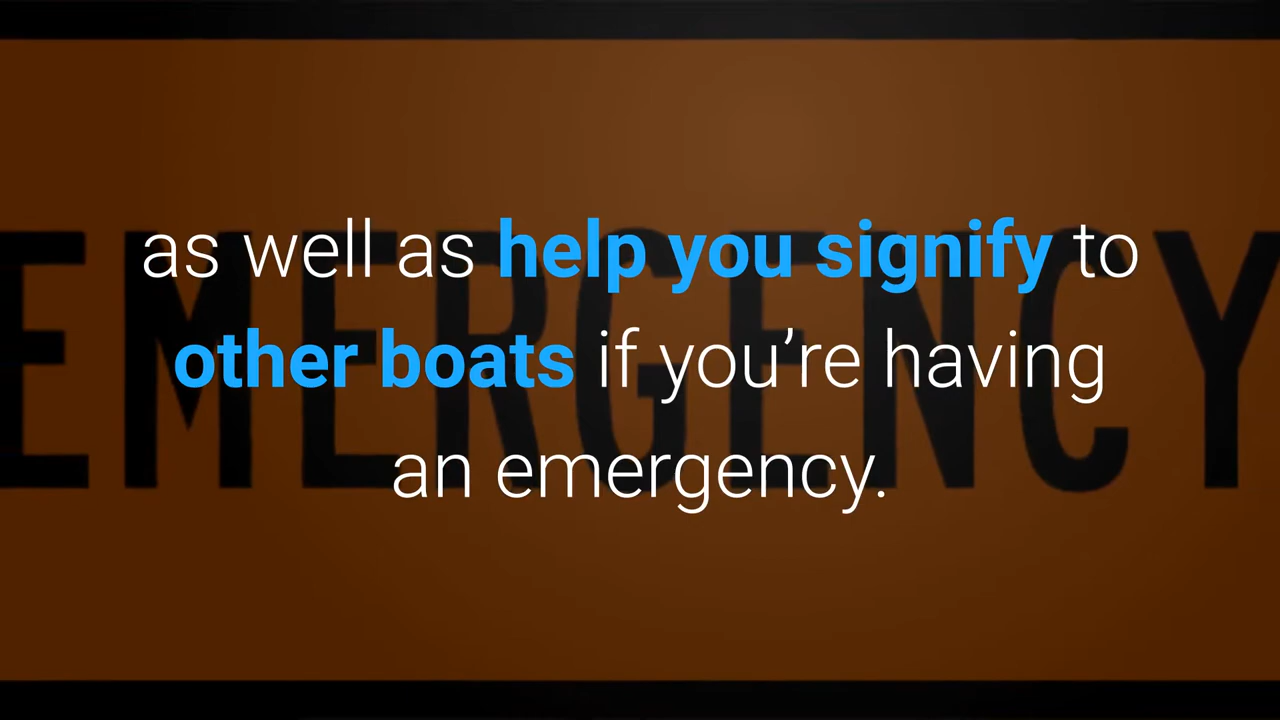 EMERGENCY
as well as help you signify to
other boats if you’re having
an emergency.